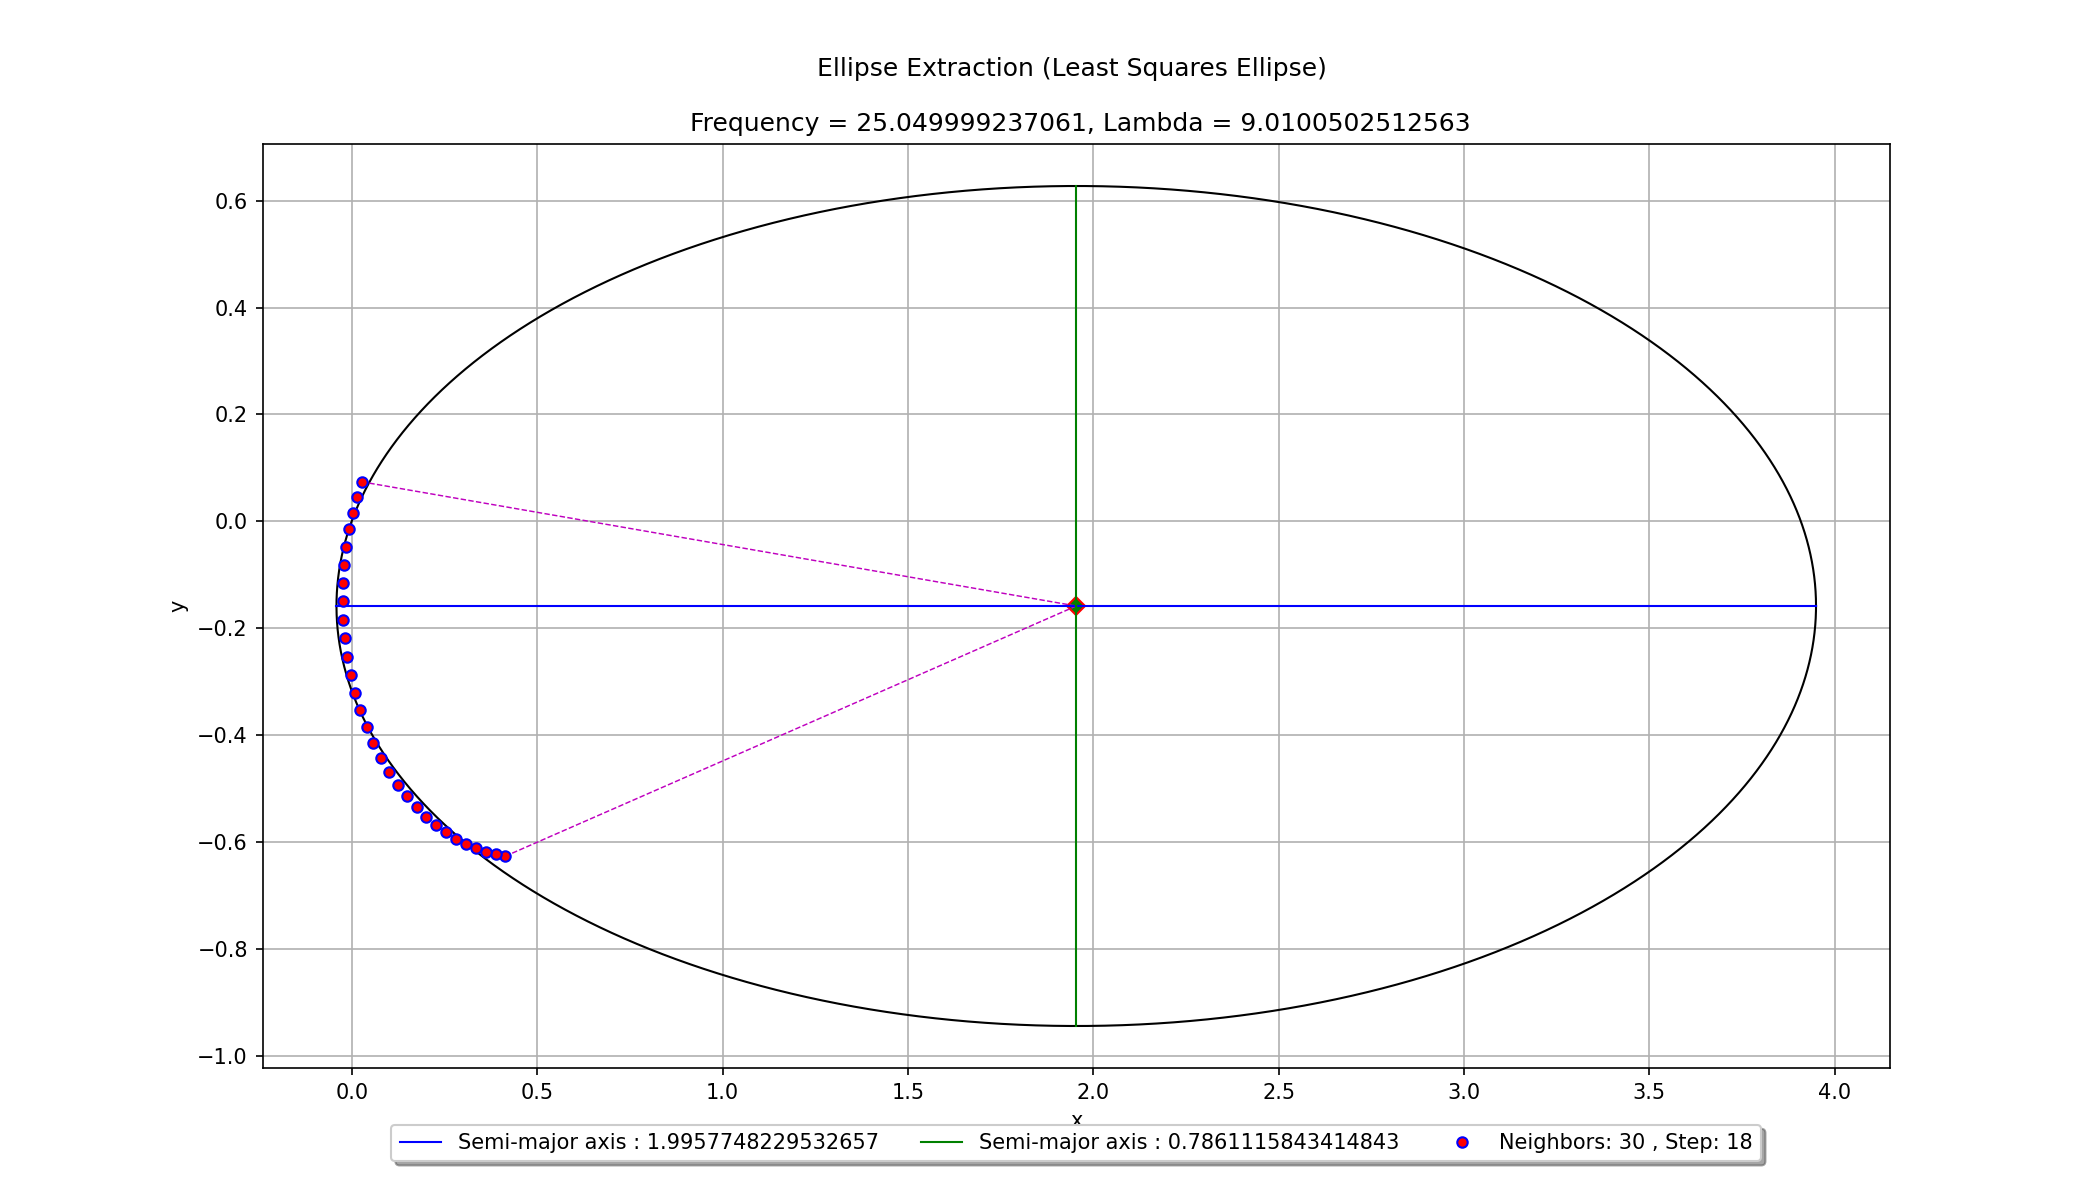 Ellipse Extraction (Least Squares Ellipse)
Frequency = 25.049999237061, Lambda = 9.0100502512563
0.6
0.4
0.2
0.0
−0.2
−0.4
−0.6
−0.8
−1.0
y
0.0 0.5 1.0 1.5 2.0 2.5 3.0 3.5 4.0
x
Semi-major axis : 1.9957748229532657 Semi-major axis : 0.7861115843414843 Neighbors: 30 , Step: 18